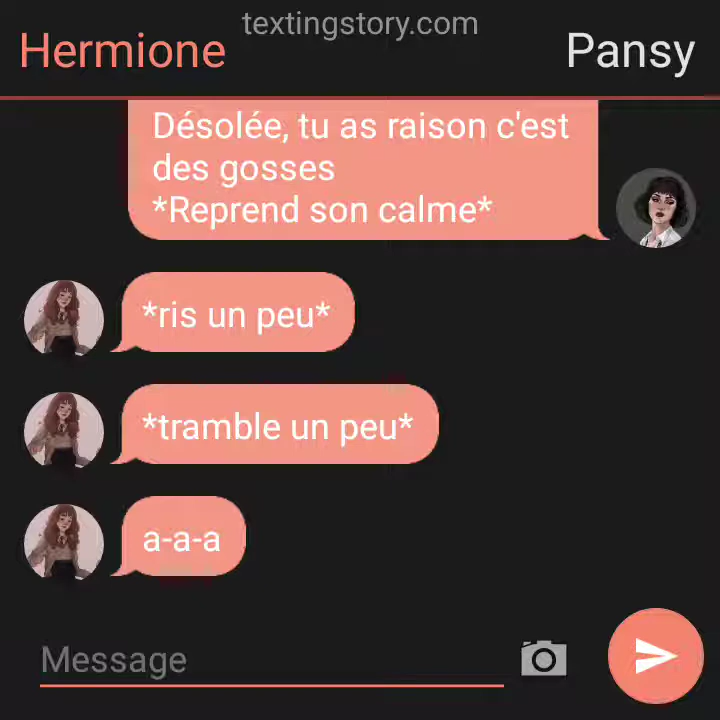 textingstory.com
Hermione
Pansy
Désolée, tu as raison c'est
des gosses
*Reprend son calme*
*ris un peu*
*tramble un peu*
a-a-a
Message